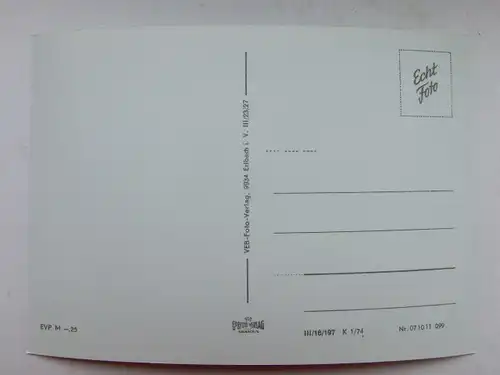 Echt
Foto
VEB-Foto-Verlag, 9934 Erlbach i. V. III/23/27
EVP M -,25
III/18/197 K 1/74
Nr. 07 10 11 099